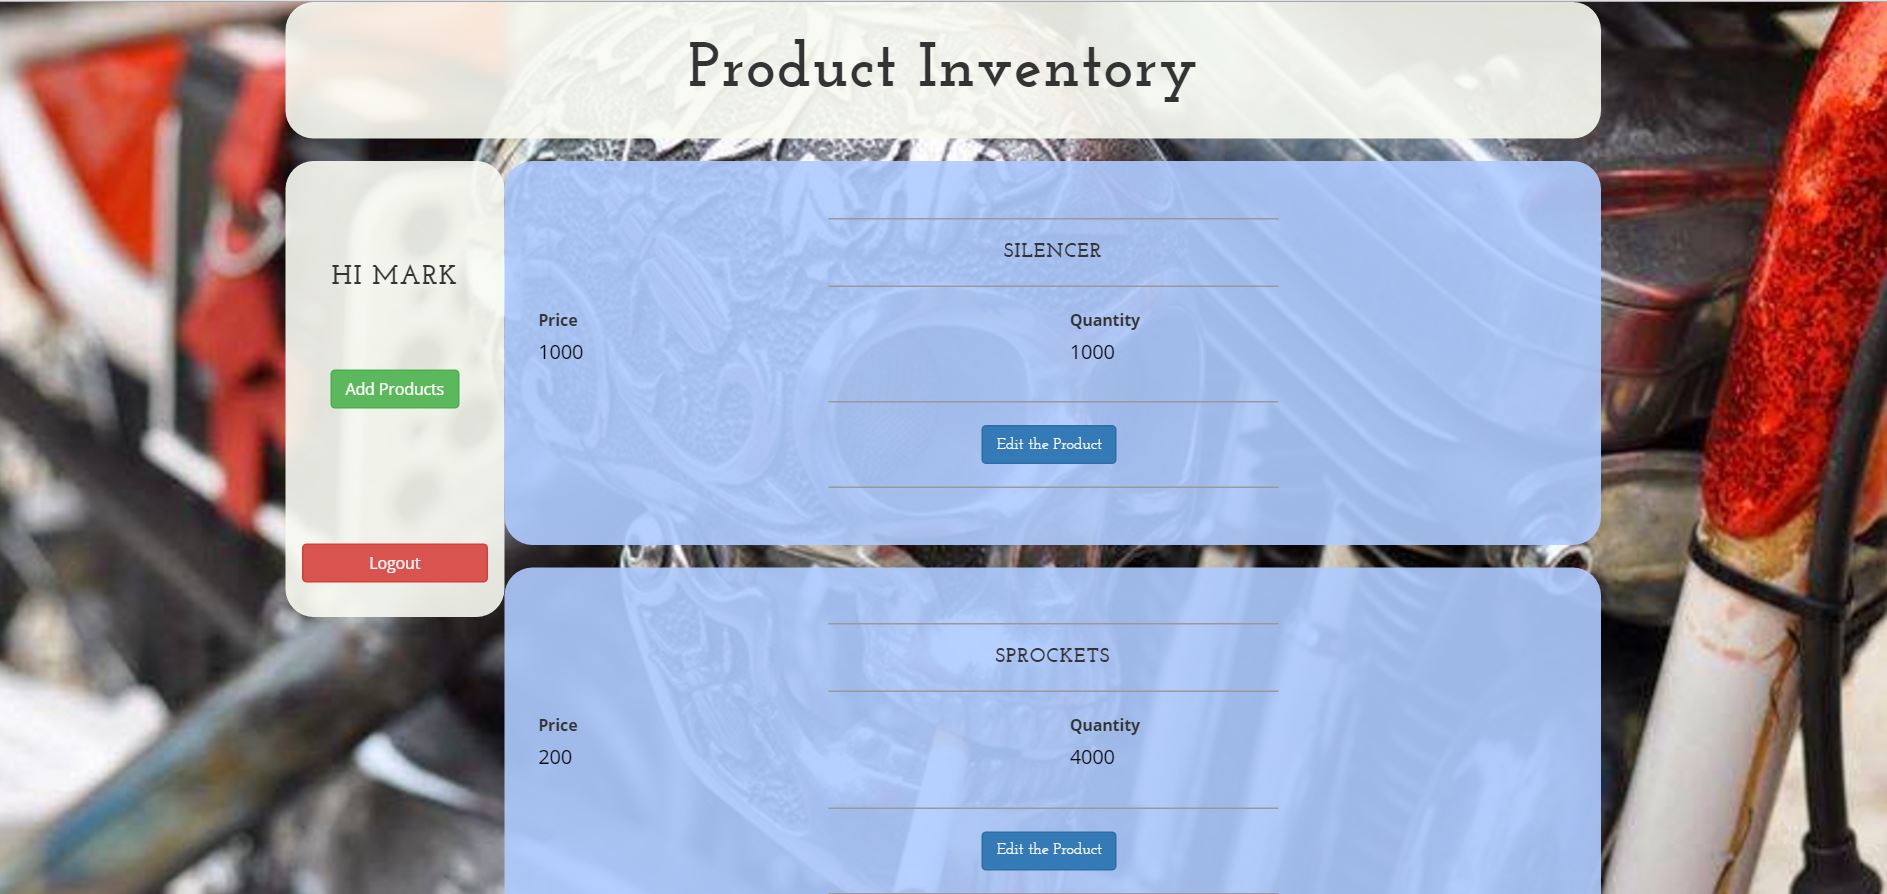 Product Inventory
HI MARK
Add Products
Logout
SILENCER
Price Quantity
1000 1000
Edit the Product
SPROCKETS
Price Quantity
200 4000
Edit the Product